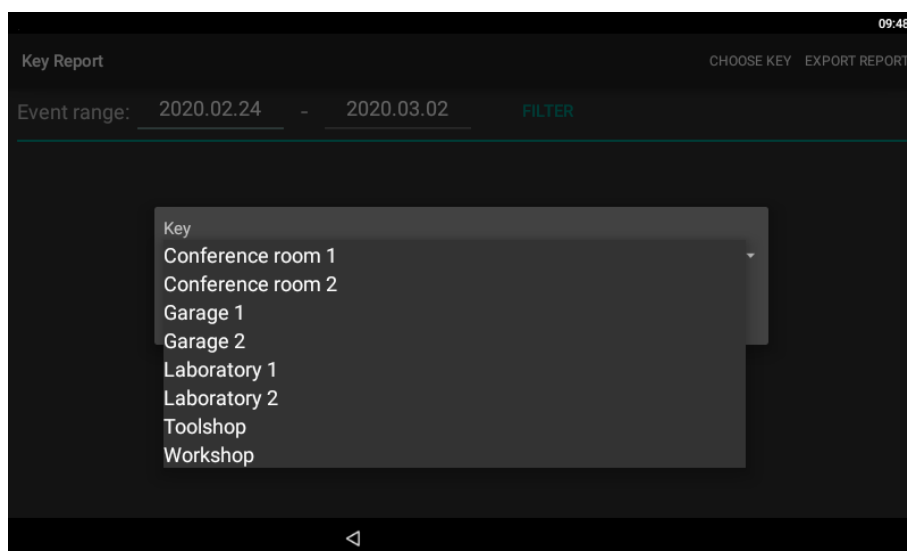 09:48
Key Report CHOOSE KEY EXPORT REPORT
Event range: 2020.02.24 - 2020.03.02 FILTER
Key
Conference room 1
Conference room 2
Garage 1
Garage 2
Laboratory 1
Laboratory 2
Toolshop
Workshop